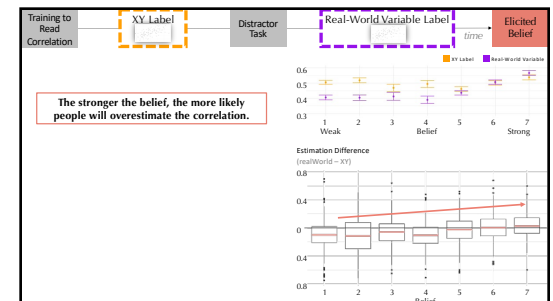 Training to
Read
Correlation
XY Label
Distractor
Task
Real-World Variable Label
time
Elicited
Belief
XY Label
Real-World Variable
0.6
0.5
0.4
0.3
1 2 3 4 5 6 7
Weak Belief Strong
The stronger the belief, the more likely
people will overestimate the correlation.
Estimation Difference
(realWorld – XY)
0.8
0.4
0
0.4
0.8
1 2 3 4 5 6 7
Belief